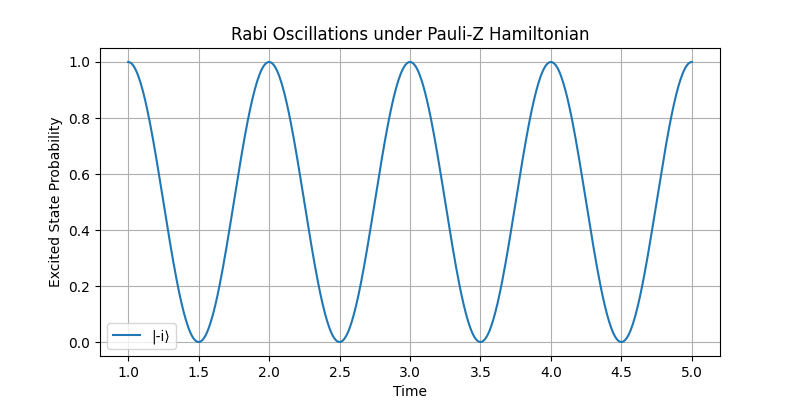 Rabi Oscillations under Pauli-Z Hamiltonian
Excited State Probability
1.0
0.8
0.6
0.4
0.2
0.0
|-i⟩
1.0 1.5 2.0 2.5 3.0 3.5 4.0 4.5 5.0
Time